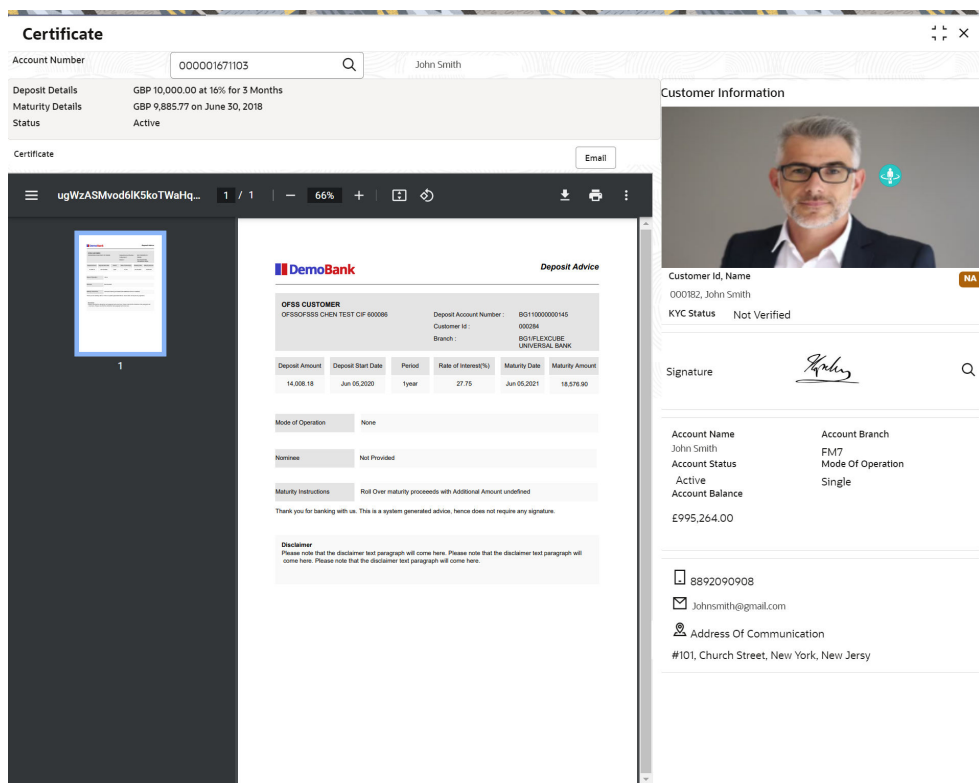 Certificate
Account Number 000001671103 John Smith
Deposit Details GBP 10,000.00 at 16% for 3 Months
Maturity Details GBP 9,885.77 on June 30, 2018
Status Active
Certificate Email
ugWzASMvod6lK5koTWaHq... 1 / 1 66%
1
DemoBank Deposit Advice
OFSS CUSTOMER
OFSSOFSSS CHEN TEST CIF 600086 Deposit Account Number : BG110000000145
Customer Id : 000284
Branch : BG1/FLEXCUBE
UNIVERSAL BANK
Deposit Amount Deposit Start Date Period Rate of Interest(%) Maturity Date Maturity Amount
14,008.18 Jun 05,2020 1year 27.75 Jun 05,2021 18,576.90
Mode of Operation None
Nominee Not Provided
Maturity Instructions Roll Over maturity proceeeds with Additional Amount undefined
Thank you for banking with us. This is a system generated advice, hence does not require any signature.
Disclaimer
Please note that the disclaimer text paragraph will come here. Please note that the disclaimer text paragraph will
come here. Please note that the disclaimer text paragraph will come here.
Customer Information
Customer Id, Name NA
000182, John Smith
KYC Status Not Verified
Signature
Account Name Account Branch
John Smith FM7
Account Status Mode Of Operation
Active Single
Account Balance
£995,264.00
8892090908
Johnsmith@gmail.com
Address Of Communication
#101, Church Street, New York, New Jersy